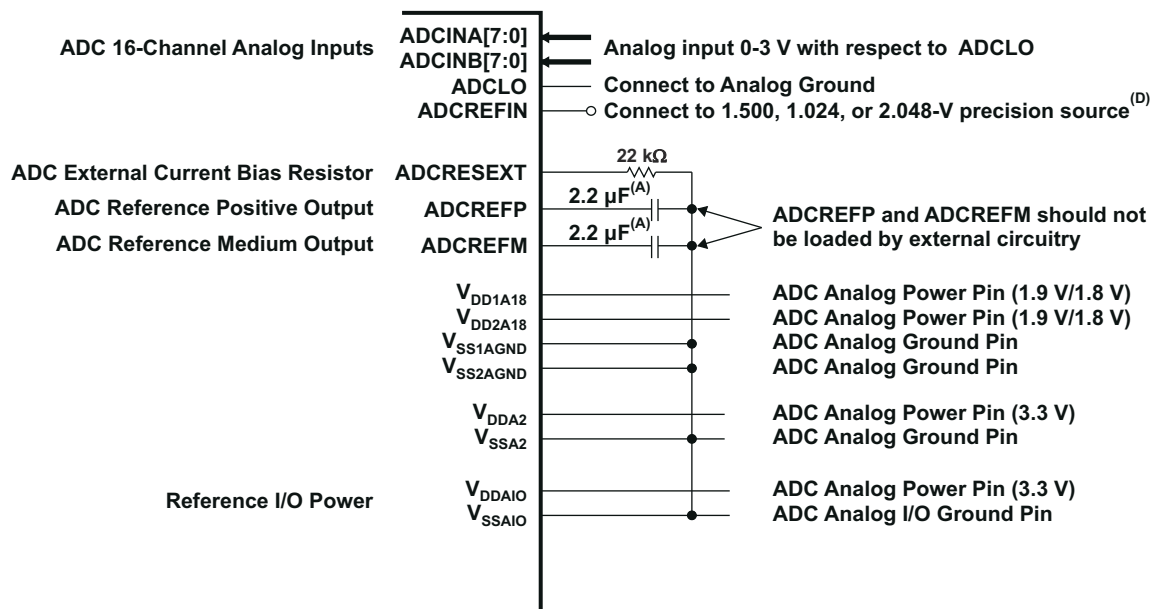 ADC 16-Channel Analog Inputs
ADCINA[7:0]
ADCINB[7:0]
Analog input 0-3 V with respect to ADCLO
ADCLO
Connect to Analog Ground
ADCREFIN
Connect to 1.500, 1.024, or 2.048-V precision source(D)
22 kΩ
ADC External Current Bias Resistor ADCRESEXT
2.2 µF(A)
ADC Reference Positive Output ADCREFP
2.2 µF(A)
ADC Reference Medium Output ADCREFM
ADCREFP and ADCREFM should not
be loaded by external circuitry
VDD1A18 ADC Analog Power Pin (1.9 V/1.8 V)
VDD2A18 ADC Analog Power Pin (1.9 V/1.8 V)
VSS1AGND ADC Analog Ground Pin
VSS2AGND ADC Analog Ground Pin
VDDA2 ADC Analog Power Pin (3.3 V)
VSSA2 ADC Analog Ground Pin
Reference I/O Power
VDDAIO ADC Analog Power Pin (3.3 V)
VSSAIO ADC Analog I/O Ground Pin